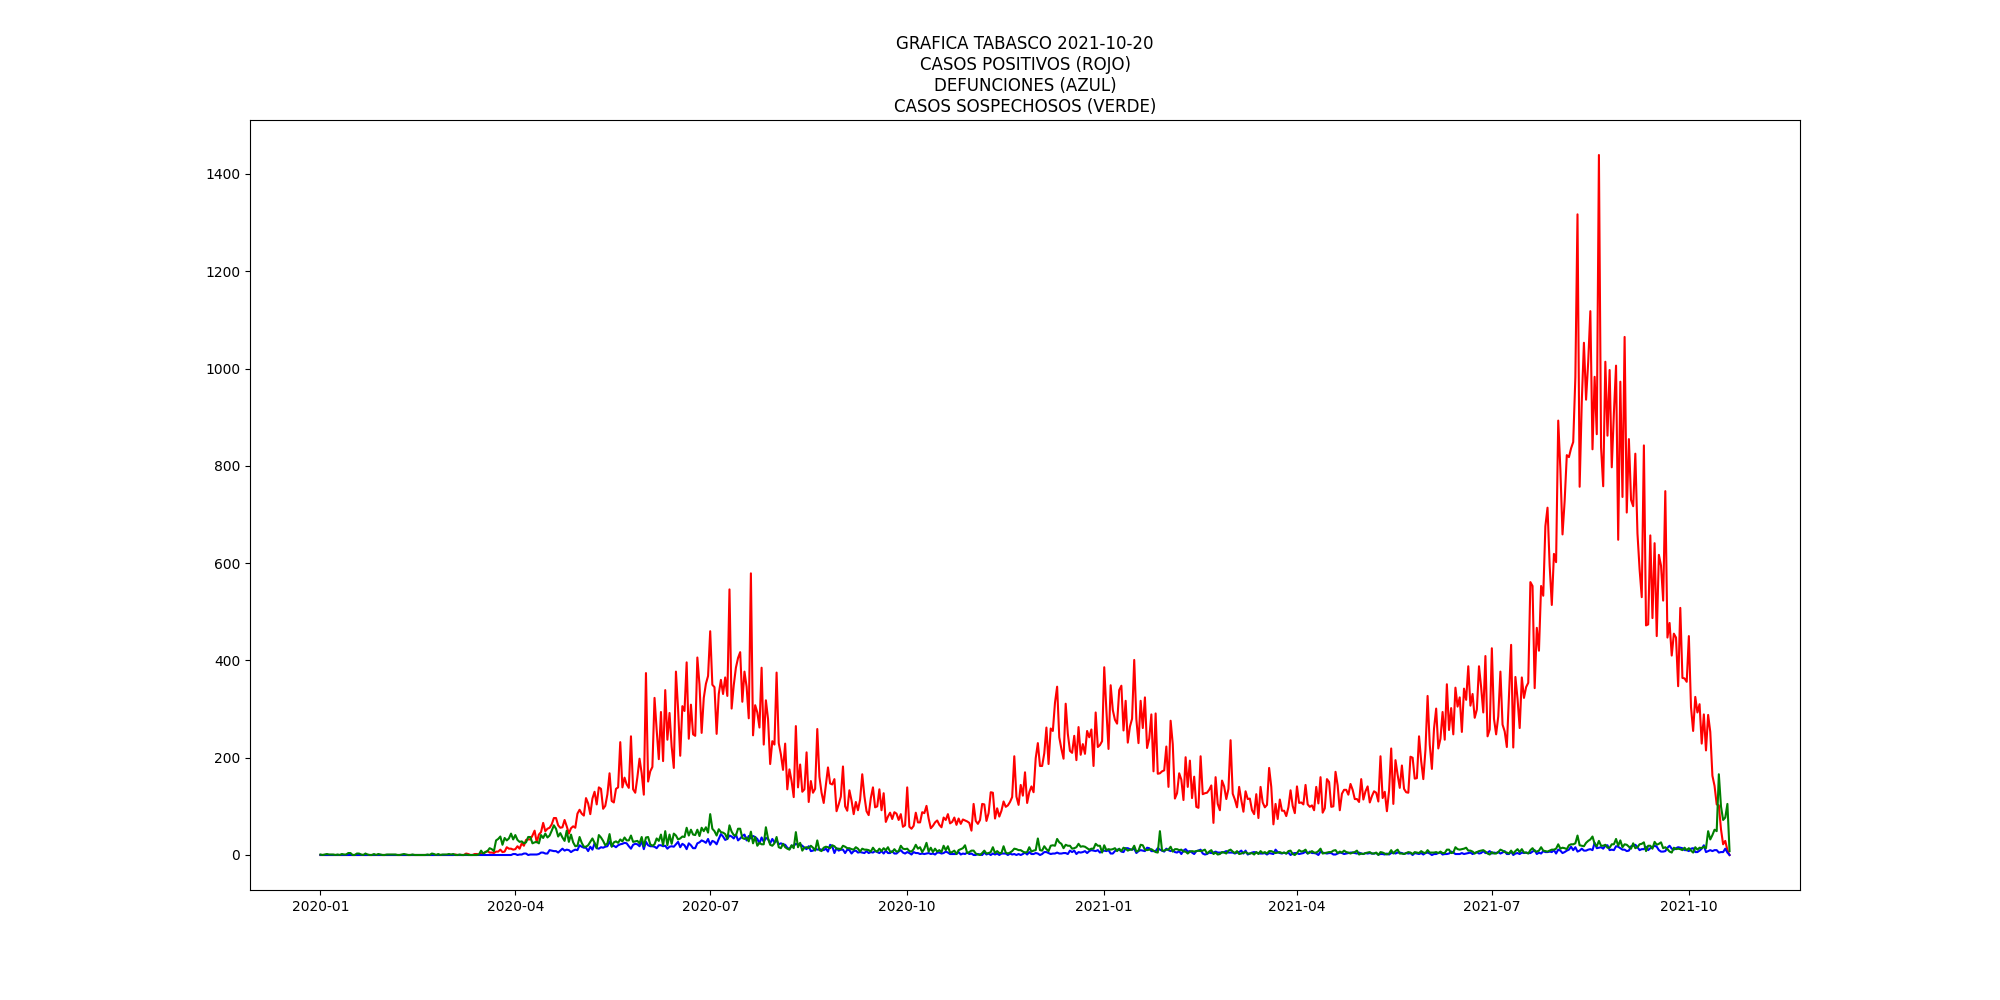 GRAFICA TABASCO 2021-10-20
CASOS POSITIVOS (ROJO)
DEFUNCIONES (AZUL)
CASOS SOSPECHOSOS (VERDE)
1400
1200
1000
800
600
400
200
0
2020-01 2020-04 2020-07 2020-10 2021-01 2021-04 2021-07 2021-10